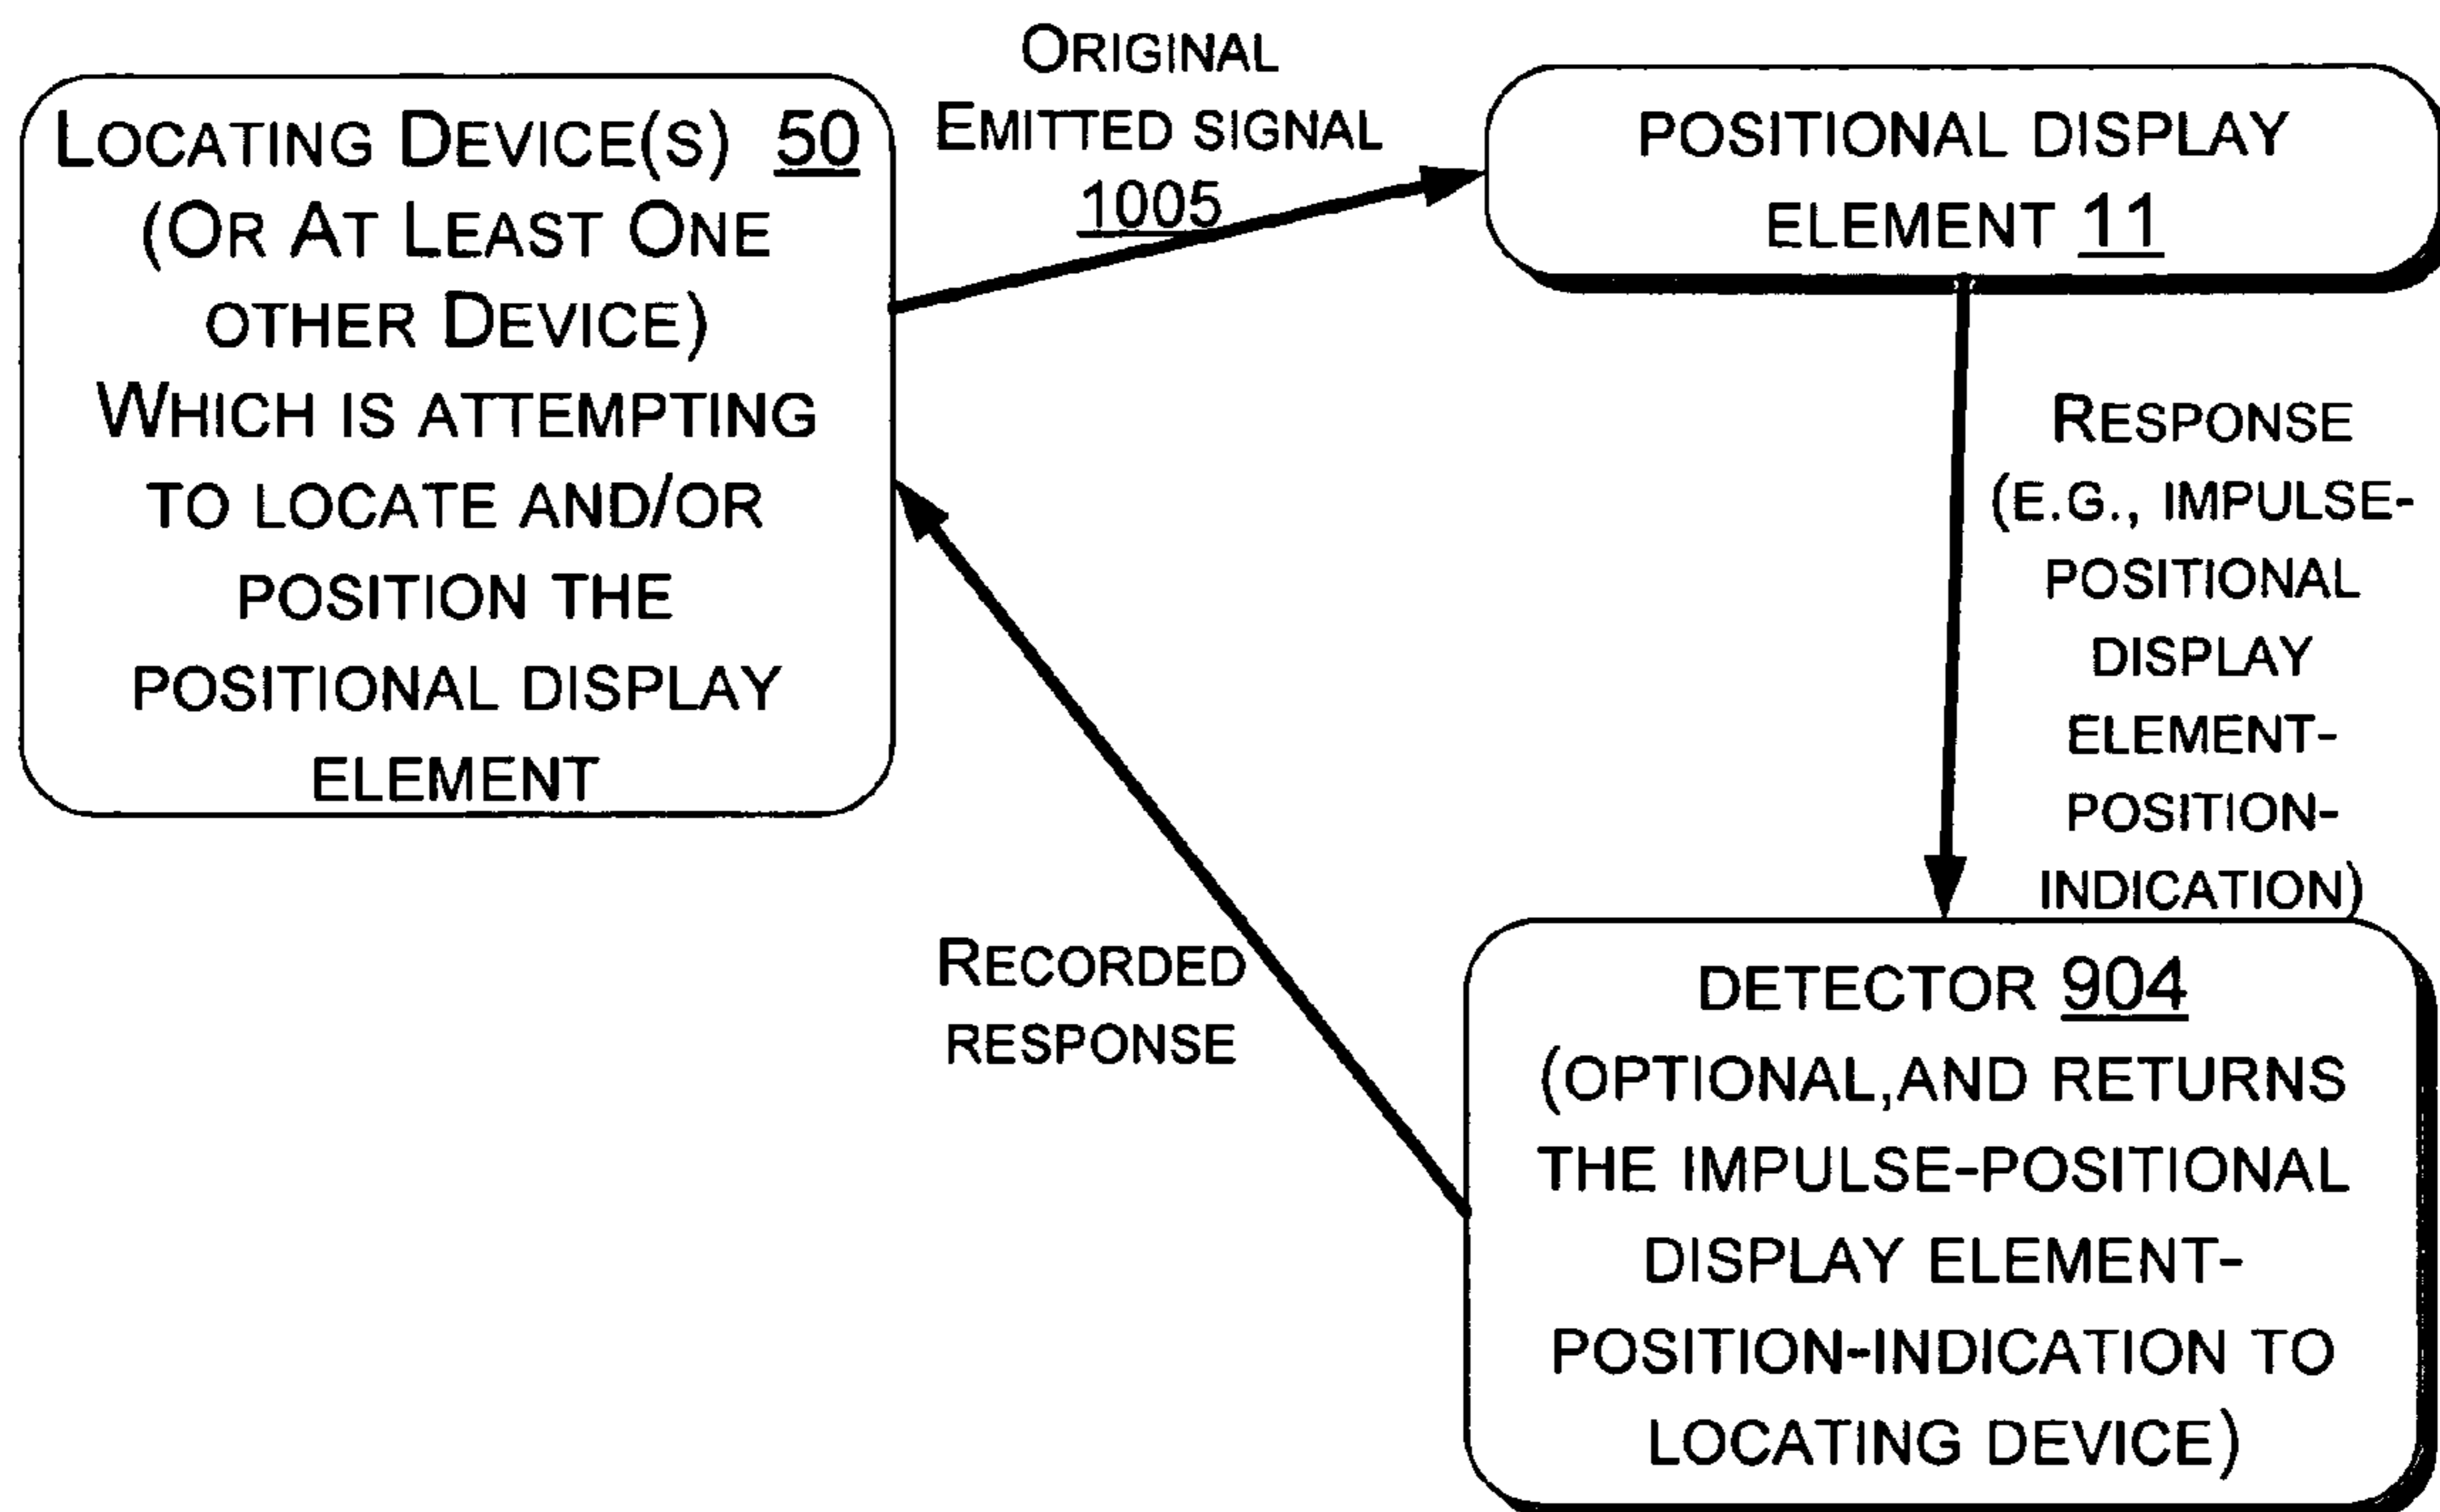 LOCATING DEVICE(S) 50
(OR AT LEAST ONE
OTHER DEVICE)
WHICH IS ATTEMPTING
TO LOCATE AND/OR
POSITION THE
POSITIONAL DISPLAY
ELEMENT
ORIGINAL
EMITTED SIGNAL
1005
POSITIONAL DISPLAY
ELEMENT 11
RESPONSE
(E.G., IMPULSE-
POSITIONAL
DISPLAY
ELEMENT-
POSITION-
INDICATION)
RECORDED
RESPONSE
DETECTOR 904
(OPTIONAL,AND RETURNS
THE IMPULSE-POSITIONAL
DISPLAY ELEMENT-
POSITION-INDICATION TO
LOCATING DEVICE)